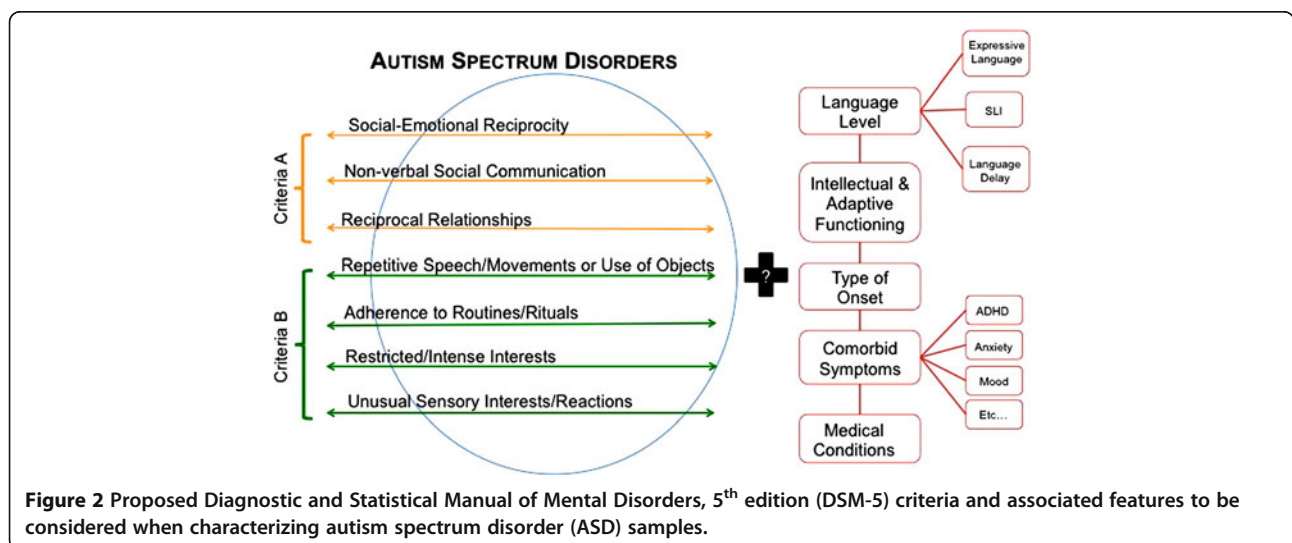 AUTISM SPECTRUM DISORDERS
Criteria A
Social-Emotional Reciprocity
Non-verbal Social Communication
Reciprocal Relationships
Criteria B
Repetitive Speech/Movements or Use of Objects
Adherence to Routines/Rituals
Restricted/Intense Interests
Unusual Sensory Interests/Reactions
?
Language
Level
Expressive
Language
SLI
Language
Delay
Intellectual &
Adaptive
Functioning
Type of
Onset
Comorbid
Symptoms
ADHD
Anxiety
Mood
Etc...
Medical
Conditions
Figure 2 Proposed Diagnostic and Statistical Manual of Mental Disorders, 5th edition (DSM-5) criteria and associated features to be
considered when characterizing autism spectrum disorder (ASD) samples.